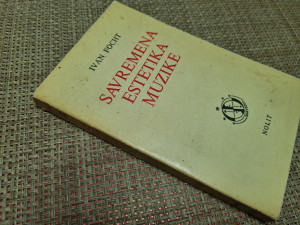 IVAN FOCHT
SAVREMENA
ESTETIKA
MUZIKE
NOLIT